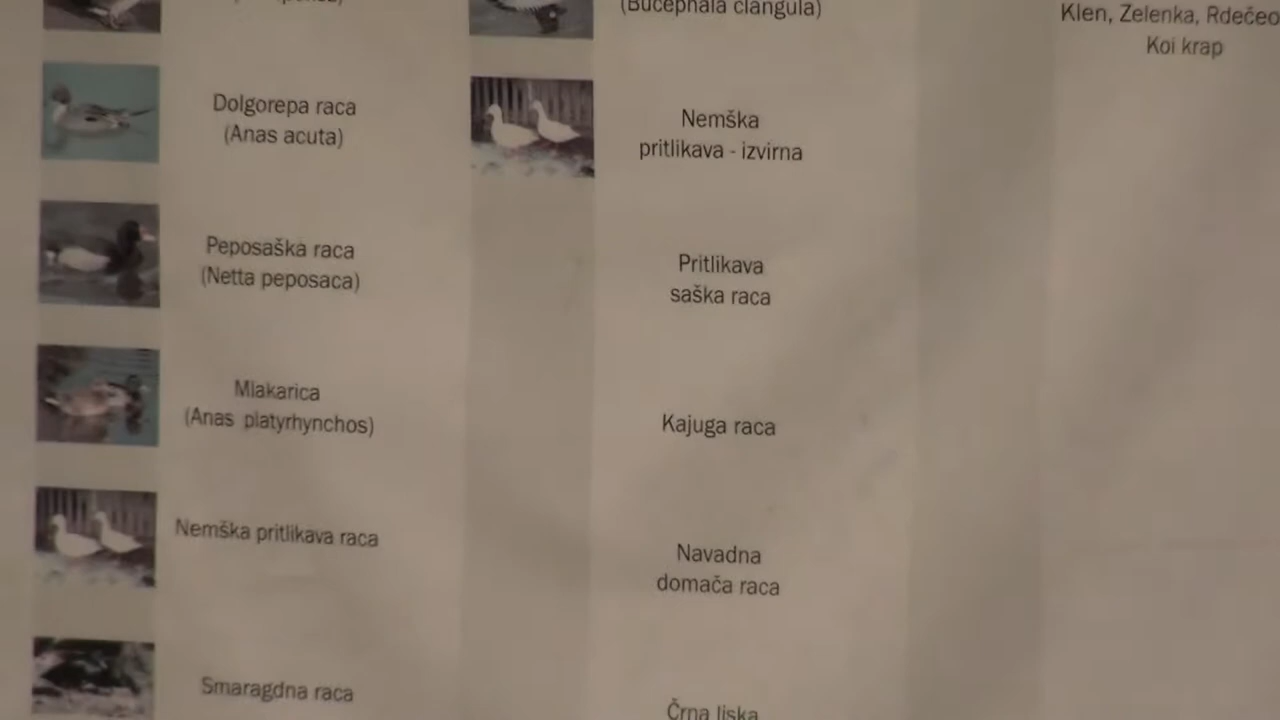 Dolgorepa raca
(Anas acuta)
Peposaška raca
(Netta peposaca)
Mlakarica
(Anas platyrhynchos)
Nemška pritlikava raca
Smaragdna raca
(Bucephala clangula)
Nemška
pritlikava - izvirna
Pritlikava
saška raca
Kajuga raca
Navadna
domača raca
Črna liska
Klen, Zelenka,
Koi krap